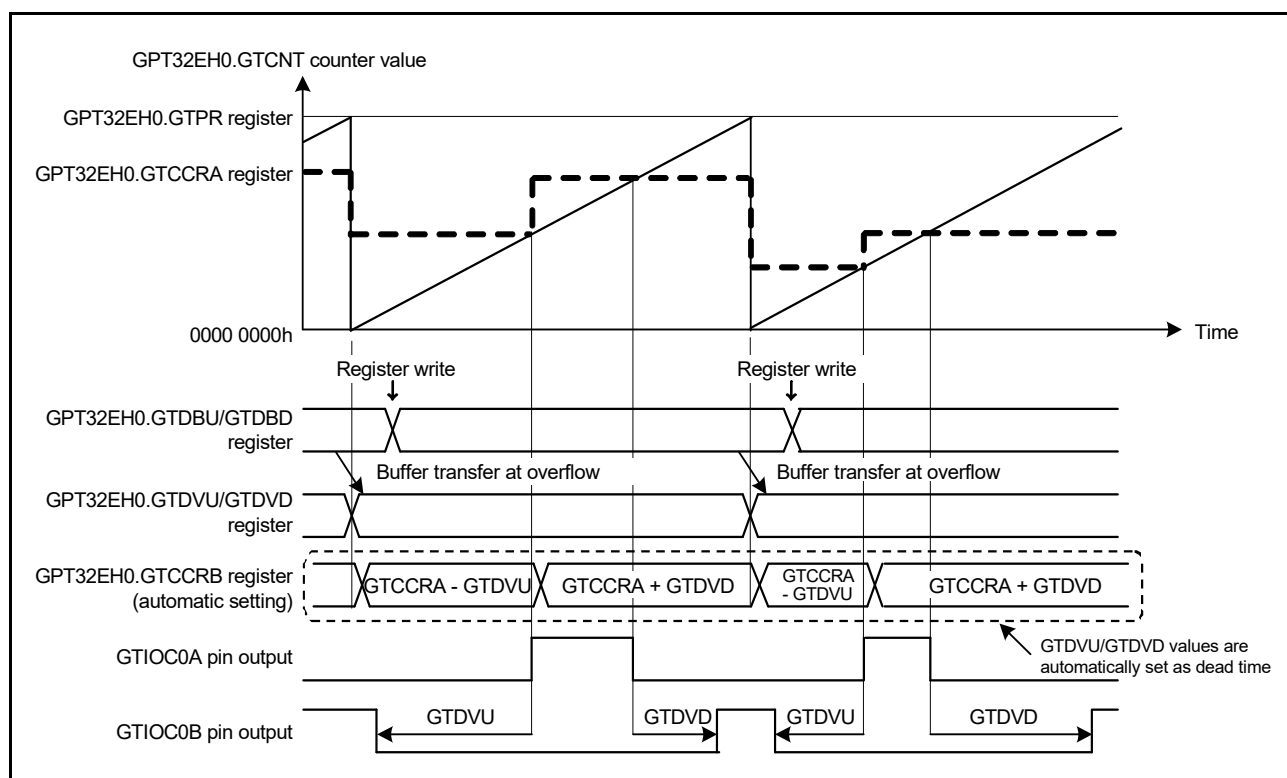 GPT32EH0.GTCNT counter value
GPT32EH0.GTPR register
GPT32EH0.GTCCRA register
0000 0000h
Time
Register write
Register write
GPT32EH0.GTDBU/GTDBD
register
Buffer transfer at overflow
Buffer transfer at overflow
GPT32EH0.GTDVU/GTDVD
register
GPT32EH0.GTCCRB register
(automatic setting)
GTCCRA - GTDVU
GTCCRA + GTDVD
GTCCRA
- GTDVU
GTCCRA + GTDVD
GTIOC0A pin output
GTDVU/GTDVD values are
automatically set as dead time
GTIOC0B pin output
GTDVU
GTDVD
GTDVU
GTDVD